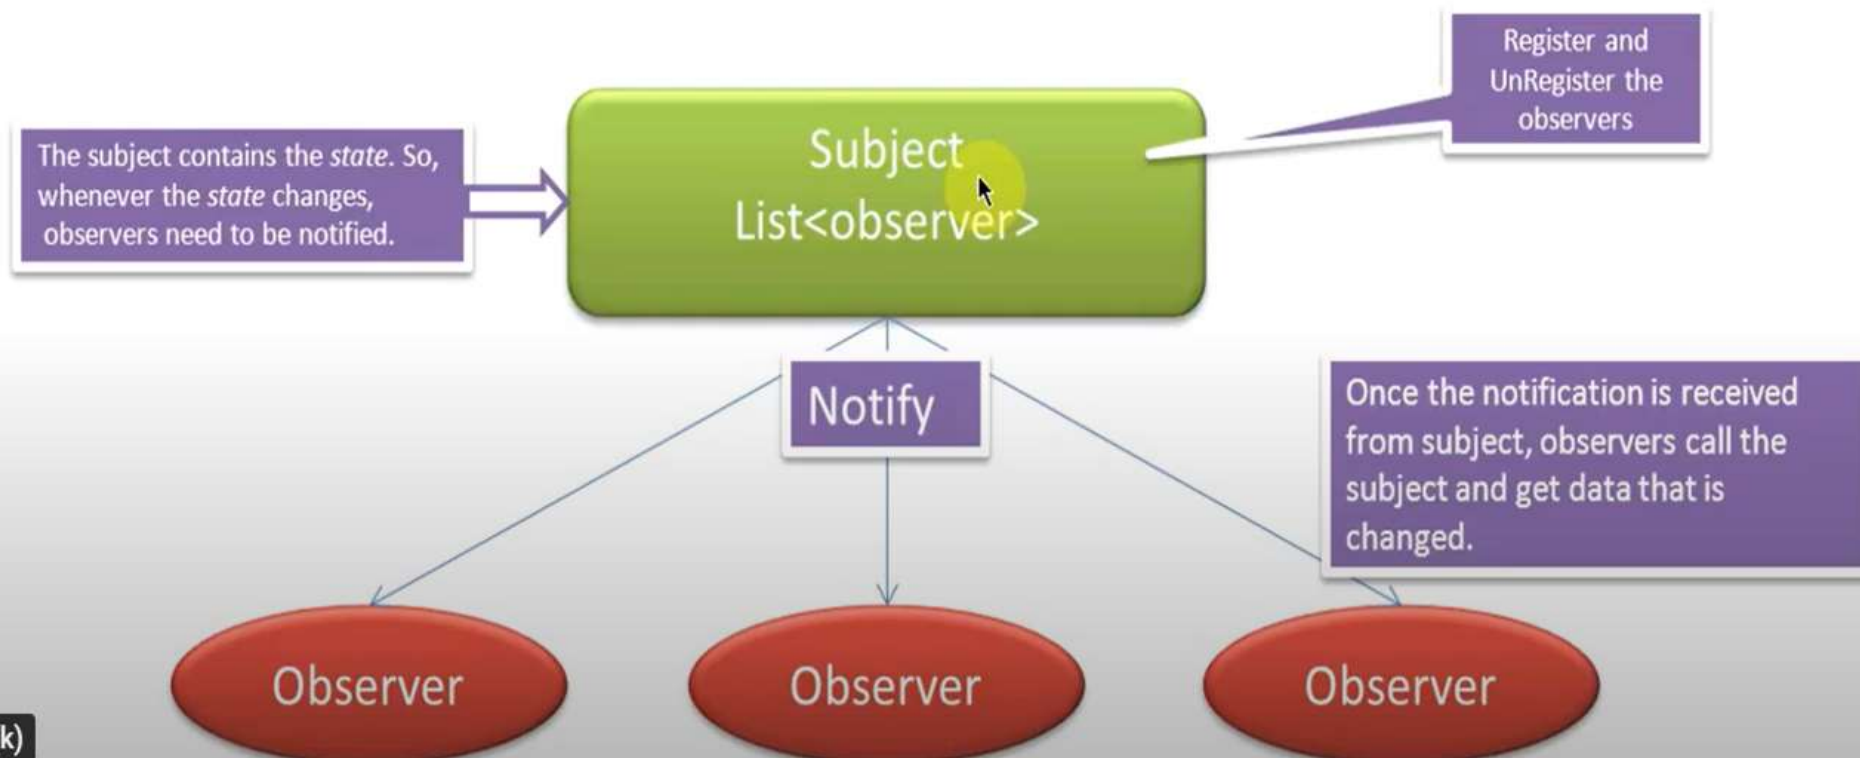 Register and
UnRegister the
observers
The subject contains the state. So,
whenever the state changes,
observers need to be notified.
Subject
List<observer>
Notify
Once the notification is received
from subject, observers call the
subject and get data that is
changed.
Observer
Observer
Observer
k)